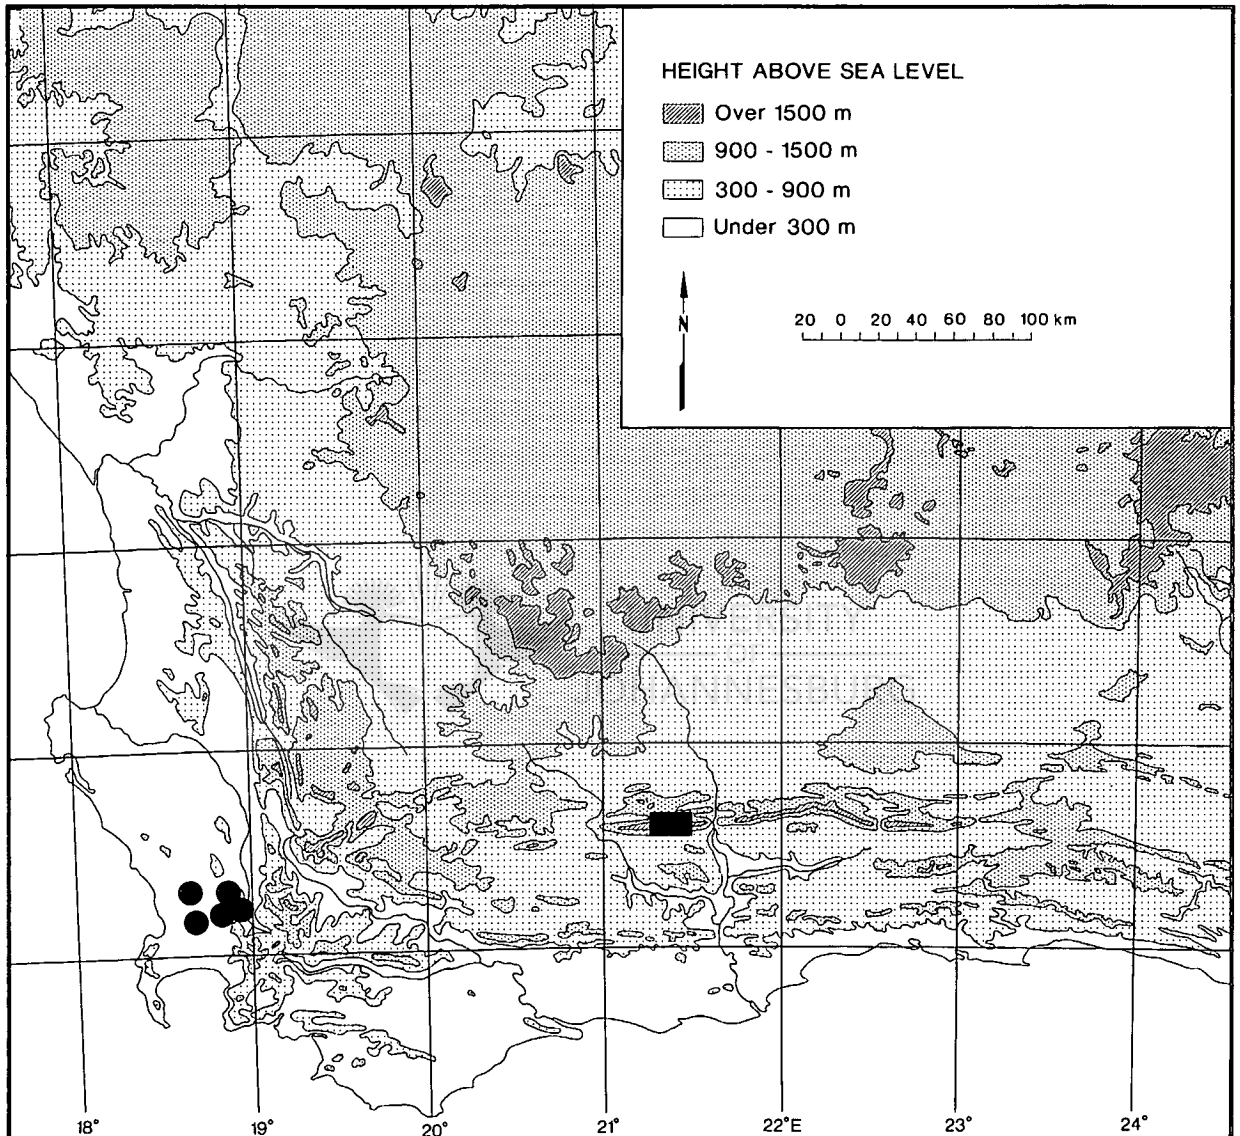 HEIGHT ABOVE SEA LEVEL
Over 1500 m
900 - 1500 m
300 - 900 m
Under 300 m
N
20 0 20 40 60 80 100 km
18° 19° 20° 21° 22°E 23° 24°